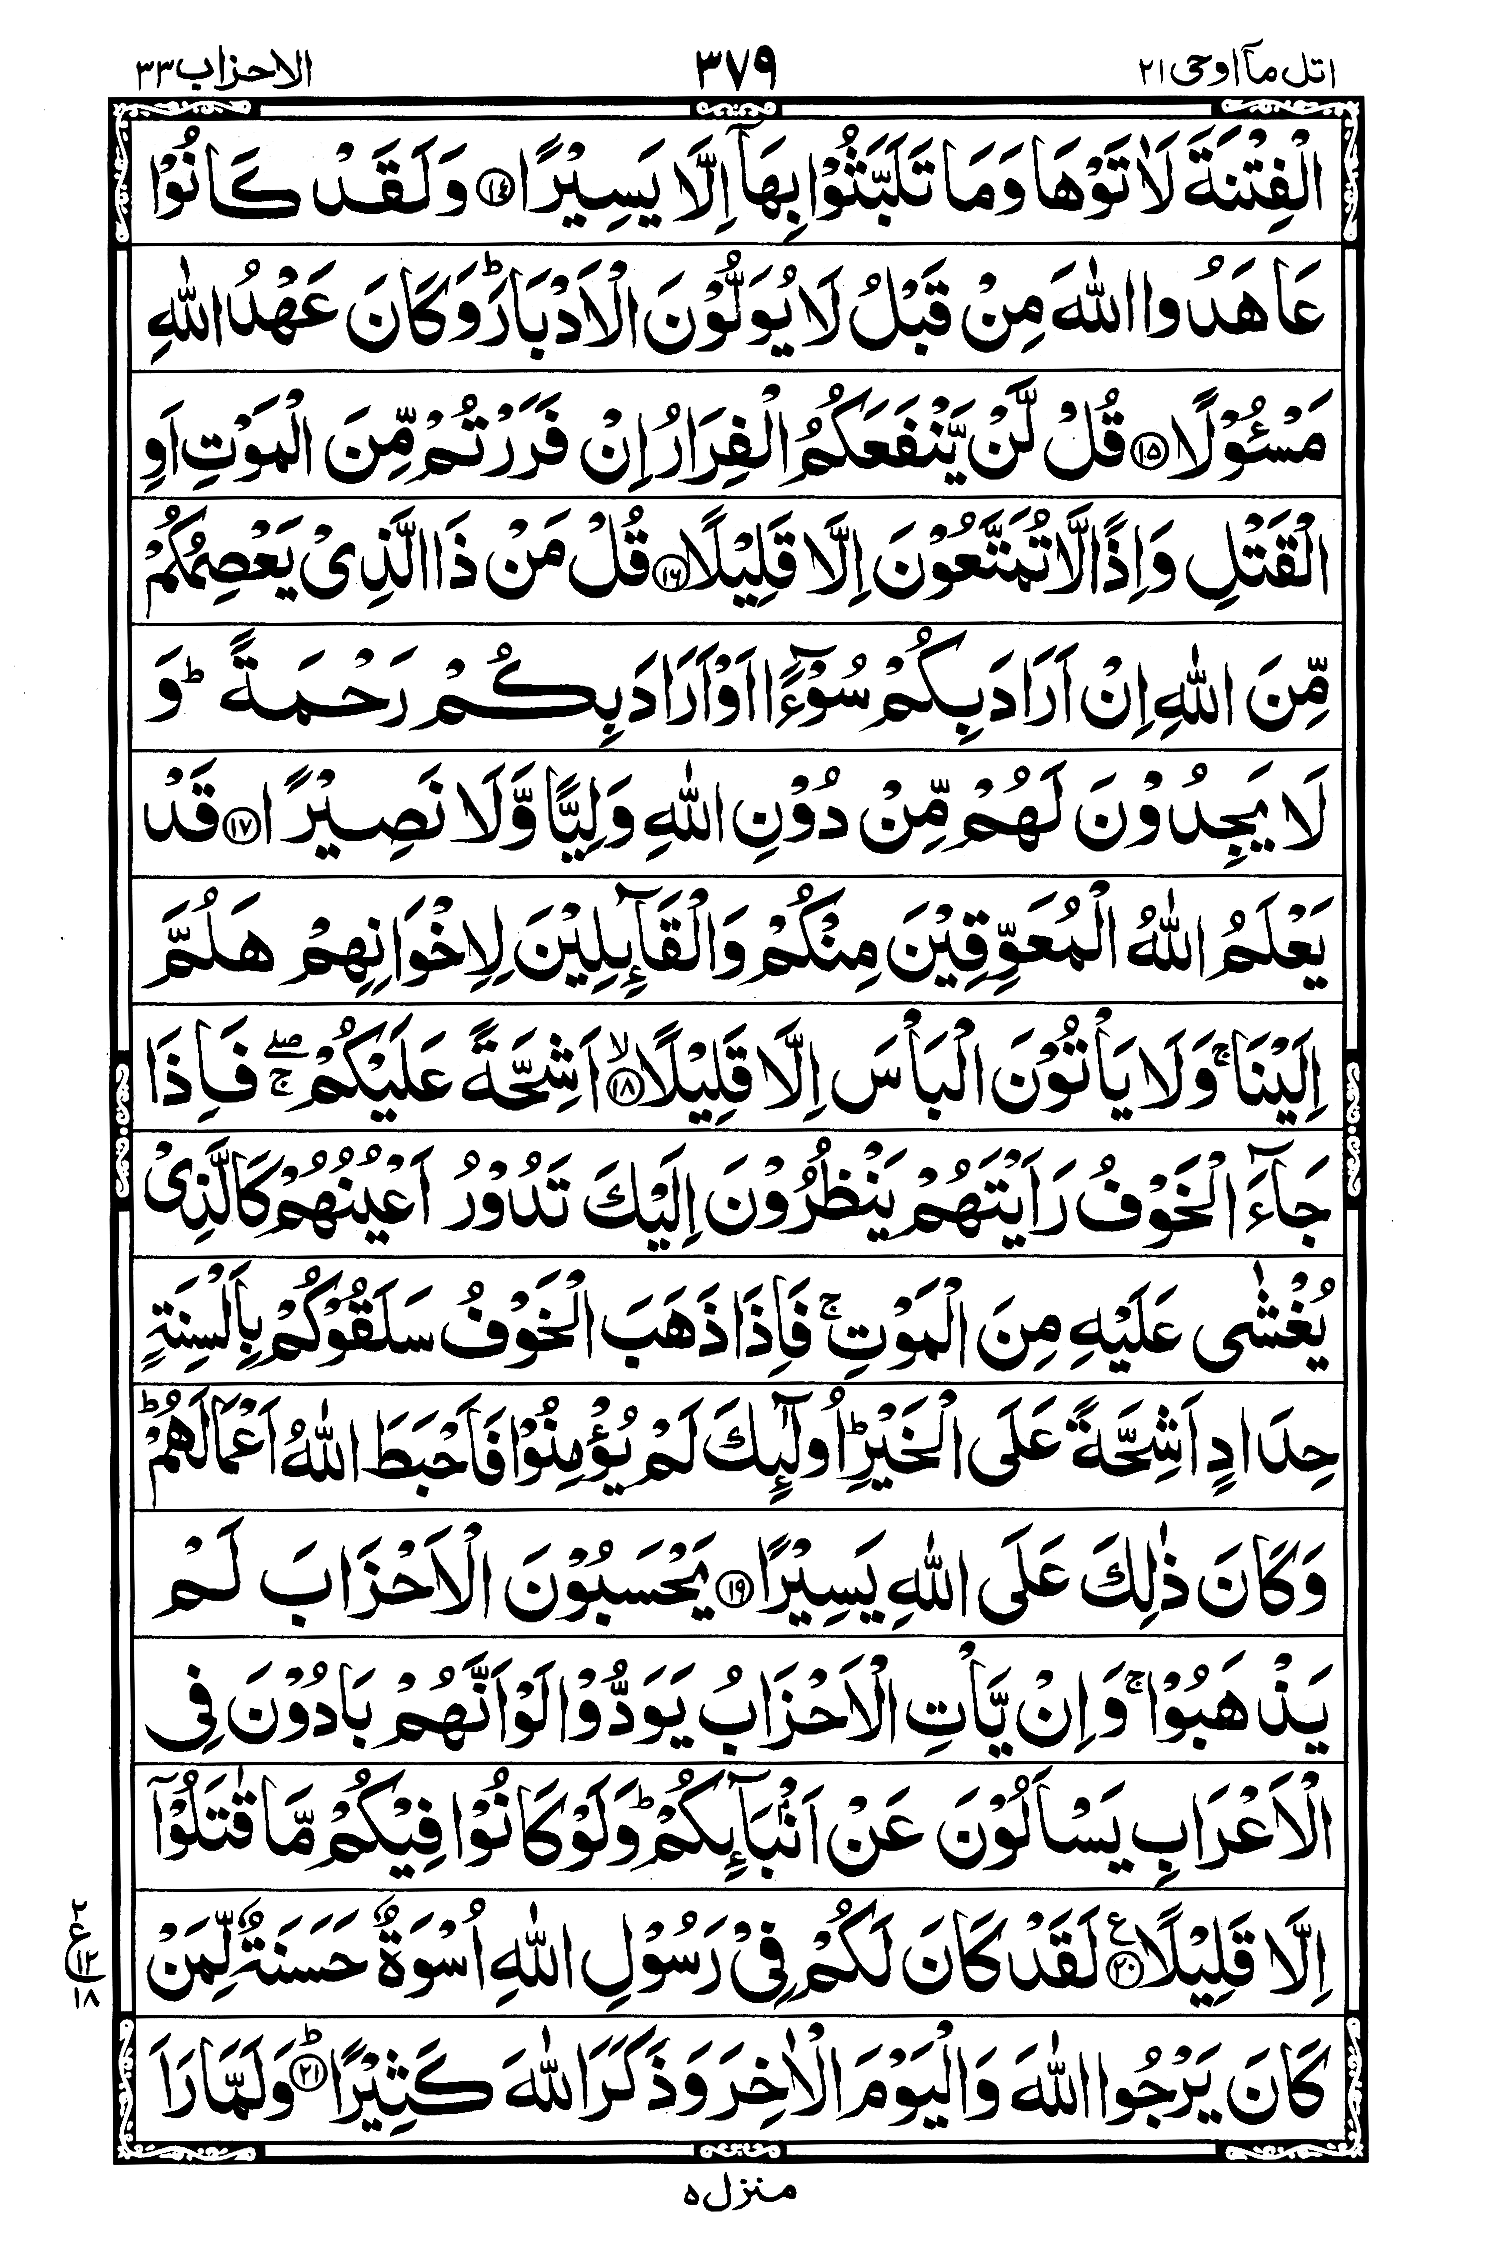 اتل مآ اوحی ۲۱
۳۷۹
الاحزاب ۳۳
الْفِتْنَةَ لَاٰتَوْهَا وَمَا تَلَبَّثُوْا بِهَآ اِلَّا يَسِيْرًا ۝۱۴ وَلَقَدْ كَانُوْا
عَاهَدُوا اللّٰهَ مِنْ قَبْلُ لَا يُوَلُّوْنَ الْاَدْبَارَ ؕ وَكَانَ عَهْدُ اللّٰهِ
مَسْـُٔوْلًا ۝۱۵ قُلْ لَّنْ يَّنْفَعَكُمُ الْفِرَارُ اِنْ فَرَرْتُمْ مِّنَ الْمَوْتِ اَوِ
الْقَتْلِ وَاِذًا لَّا تُمَتَّعُوْنَ اِلَّا قَلِيْلًا ۝۱۶ قُلْ مَنْ ذَا الَّذِىْ يَعْصِمُكُمْ
مِّنَ اللّٰهِ اِنْ اَرَادَ بِكُمْ سُوْٓءًا اَوْ اَرَادَ بِكُمْ رَحْمَةً ؕ وَ
لَا يَجِدُوْنَ لَهُمْ مِّنْ دُوْنِ اللّٰهِ وَلِيًّا وَّلَا نَصِيْرًا ۝۱۷ قَدْ
يَعْلَمُ اللّٰهُ الْمُعَوِّقِيْنَ مِنْكُمْ وَالْقَآىِٕلِيْنَ لِاِخْوَانِهِمْ هَلُمَّ
اِلَيْنَا ۚ وَلَا يَاْتُوْنَ الْبَاْسَ اِلَّا قَلِيْلًا ۙ‏ ۝۱۸ اَشِحَّةً عَلَيْكُمْ ۖۚ فَاِذَا
جَآءَ الْخَوْفُ رَاَيْتَهُمْ يَنْظُرُوْنَ اِلَيْكَ تَدُوْرُ اَعْيُنُهُمْ كَالَّذِىْ
يُغْشٰى عَلَيْهِ مِنَ الْمَوْتِ ۚ فَاِذَا ذَهَبَ الْخَوْفُ سَلَقُوْكُمْ بِاَلْسِنَةٍ
حِدَادٍ اَشِحَّةً عَلَى الْخَيْرِ ؕ اُولٰٓىِٕكَ لَمْ يُؤْمِنُوْا فَاَحْبَطَ اللّٰهُ اَعْمَالَهُمْ ؕ
وَكَانَ ذٰلِكَ عَلَى اللّٰهِ يَسِيْرًا ۝۱۹ يَحْسَبُوْنَ الْاَحْزَابَ لَمْ
يَذْهَبُوْا ۚ وَاِنْ يَّاْتِ الْاَحْزَابُ يَوَدُّوْا لَوْ اَنَّهُمْ بَادُوْنَ فِى
الْاَعْرَابِ يَسْاَلُوْنَ عَنْ اَنْۢبَآىِٕكُمْ ؕ وَلَوْ كَانُوْا فِيْكُمْ مَّا قٰتَلُوْٓا
اِلَّا قَلِيْلًا ۝۲۰ ع لَقَدْ كَانَ لَكُمْ فِىْ رَسُوْلِ اللّٰهِ اُسْوَةٌ حَسَنَةٌ لِّمَنْ
۲
ع ۱۲
۱۸
كَانَ يَرْجُوا اللّٰهَ وَالْيَوْمَ الْاٰخِرَ وَذَكَرَ اللّٰهَ كَثِيْرًا ؕ ۝۲۱ وَلَمَّا رَاَ
منزل ۵